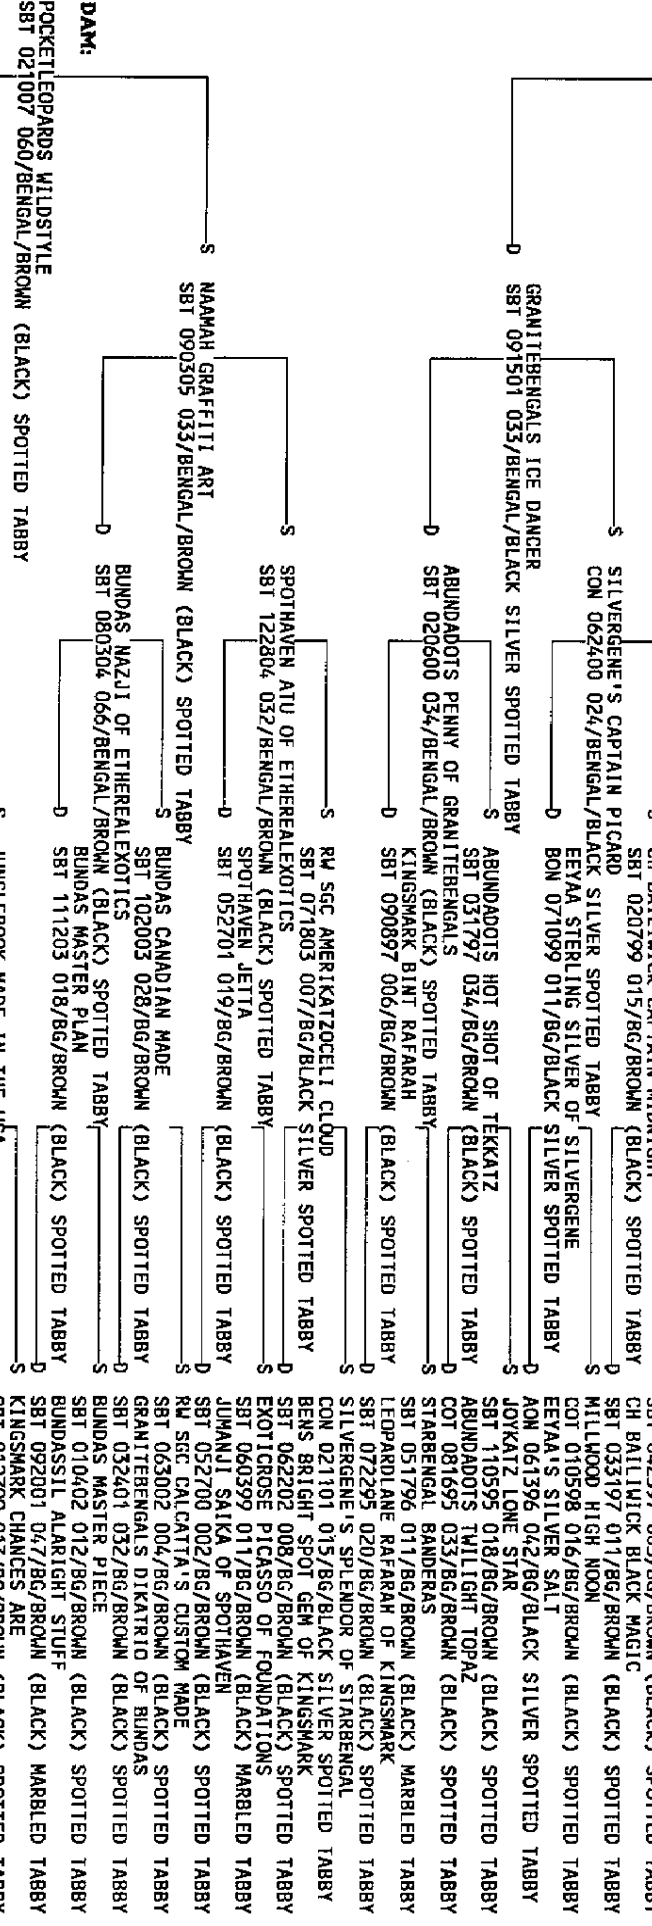 GRANITEBENGALS ICE DANCER
SBT 091501 033/BENGAL/BLACK SILVER SPOTTED TABBY
D
NAAMAH GRAFFITI ART
SBT 090305 033/BENGAL/BROWN (BLACK) SPOTTED TABBY
S
DAM:
POCKETLEOPARDS WILDSTYLE
SBT 021007 060/BENGAL/BROWN (BLACK) SPOTTED TABBY
S
SILVERGENE'S CAPTAIN PICARD
CON 062400 024/BENGAL/BLACK SILVER SPOTTED TABBY
D
ABUNDADOTS PENNY OF GRANITEBENGALS
SBT 020600 034/BENGAL/BROWN (BLACK) SPOTTED TABBY
S
SPOTHAVEN ATU OF ETHEREALEXOTICS
SBT 122804 032/BENGAL/BROWN (BLACK) SPOTTED TABBY
D
BUNDAS NAZJI OF ETHEREALEXOTICS
SBT 080304 066/BENGAL/BROWN (BLACK) SPOTTED TABBY
CAPTAIN MIDNIGHT
SBT 020799 015/BG/BROWN (BLACK) SPOTTED TABBY
D
EEYAA STERLING SILVER OF SILVERGENE
BON 071099 011/BG/BLACK SILVER SPOTTED TABBY
S
ABUNDADOTS HOT SHOT OF TEKKATZ
SBT 031797 034/BG/BROWN (BLACK) SPOTTED TABBY
D
KINGSMARK BINT RAFARAH
SBT 090897 006/BG/BROWN (BLACK) SPOTTED TABBY
S
RW SGC AMERIKATZOCELI CLOUD
SBT 071803 007/BG/BLACK SILVER SPOTTED TABBY
D
SPOTHAVEN JETTA
SBT 052701 019/BG/BROWN (BLACK) SPOTTED TABBY
S
BUNDAS CANADIAN MADE
SBT 102003 028/BG/BROWN (BLACK) SPOTTED TABBY
D
BUNDAS MASTER PLAN
SBT 111203 018/BG/BROWN (BLACK) SPOTTED TABBY
S
JUNGLEBOOK MADE IN THE USA
(BLACK) SPOTTED TABBY
D
CH BAILIWICK BLACK MAGIC
SBT 033197 011/BG/BROWN (BLACK) SPOTTED TABBY
S
MILLWOOD HIGH NOON
COT 010598 016/BG/BROWN (BLACK) SPOTTED TABBY
D
EEYAA'S SILVER SALT
AON 061396 042/BG/BLACK SILVER SPOTTED TABBY
S
JOYKATZ LONE STAR
SBT 110595 018/BG/BROWN (BLACK) SPOTTED TABBY
D
ABUNDADOTS TWILIGHT TOPAZ
COT 081695 033/BG/BROWN (BLACK) SPOTTED TABBY
S
STARBENGAL BANDERAS
SBT 051796 011/BG/BROWN (BLACK) MARBLED TABBY
D
LEOPARDLANE RAFARAH OF KINGSMARK
SBT 072295 020/BG/BROWN (BLACK) SPOTTED TABBY
S
SILVERGENE'S SPLENDOR OF STARBENGAL
CON 021101 015/BG/BLACK SILVER SPOTTED TABBY
D
BENS BRIGHT SPOT GEM OF KINGSMARK
SBT 062202 008/BG/BROWN (BLACK) SPOTTED TABBY
S
EXOTICROSE PICASSO OF FOUNDATIONS
SBT 060399 011/BG/BROWN (BLACK) MARBLED TABBY
D
JUMANJI SAIKA OF SPOTHAVEN
SBT 052700 002/BG/BROWN (BLACK) SPOTTED TABBY
S
RW SGC CALCATTA'S CUSTOM MADE
SBT 063002 004/BG/BROWN (BLACK) SPOTTED TABBY
D
GRANITEBENGALS DIKATRIO OF BUNDAS
SBT 032401 032/BG/BROWN (BLACK) SPOTTED TABBY
S
BUNDAS MASTER PIECE
SBT 010402 012/BG/BROWN (BLACK) SPOTTED TABBY
D
BUNDASSIL ALARIGHT STUFF
SBT 092001 047/BG/BROWN (BLACK) MARBLED TABBY
S
KINGSMARK CHANCES ARE
(BLACK) SPOTTED TABBY